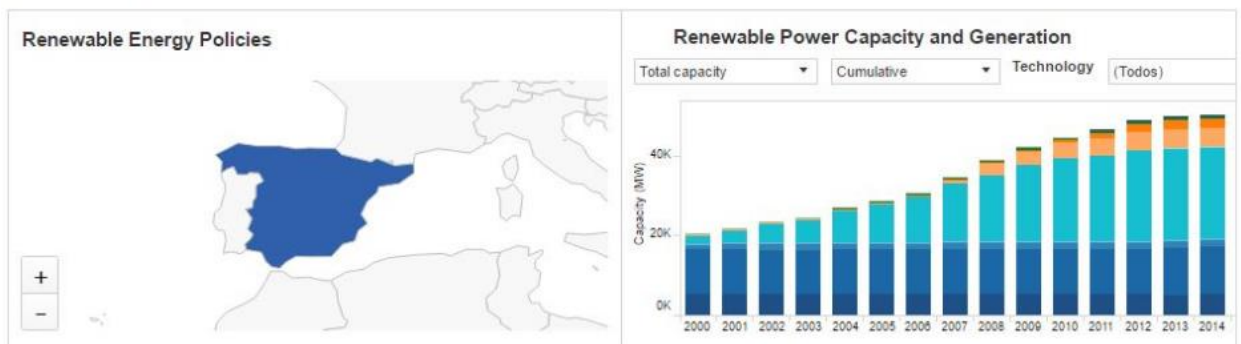 Renewable Energy Policies
+
−
Renewable Power Capacity and Generation
Total capacity
Cumulative
Technology
(Todos)
Capacity (MW)
40K
20K
0K
2000 2001 2002 2003 2004 2005 2006 2007 2008 2009 2010 2011 2012 2013 2014